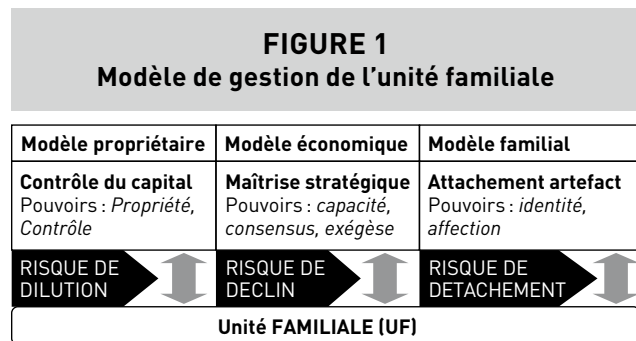 FIGURE 1
Modèle de gestion de l'unité familiale
Modèle propriétaire
Modèle économique
Modèle familial
Contrôle du capital
Pouvoirs : Propriété,
Contrôle
Maîtrise stratégique
Pouvoirs : capacité,
consensus, exégèse
Attachement artefact
Pouvoirs : identité,
affection
RISQUE DE
DILUTION
RISQUE DE
DECLIN
RISQUE DE
DETACHEMENT
Unité FAMILIALE (UF)